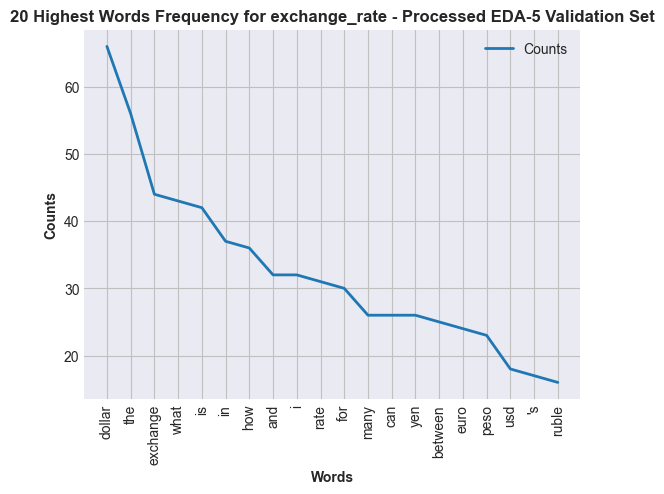 20 Highest Words Frequency for exchange_rate - Processed EDA-5 Validation Set
Counts
Counts
60
50
40
30
20
dollar
the
exchange
what
is
in
how
and
i
rate
for
many
can
yen
between
euro
peso
usd
's
ruble
Words